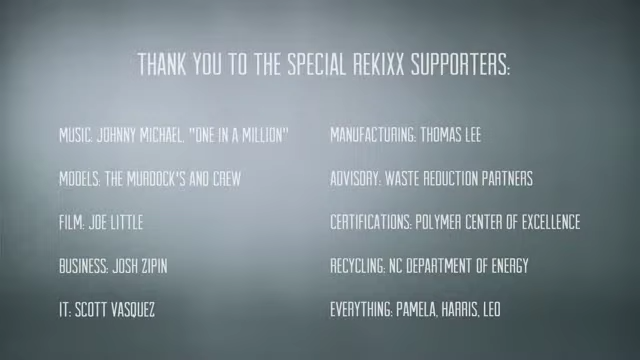 THANK YOU TO THE SPECIAL REKIXX SUPPORTERS:
MUSIC: JOHNNY MICHAEL, "ONE IN A MILLION"
MODELS: THE MURDOCK'S AND CREW
FILM: JOE LITTLE
BUSINESS: JOSH ZIPIN
IT: SCOTT VASQUEZ
MANUFACTURING: THOMAS LEE
ADVISORY: WASTE REDUCTION PARTNERS
CERTIFICATIONS: POLYMER CENTER OF EXCELLENCE
RECYCLING: NC DEPARTMENT OF ENERGY
EVERYTHING: PAMELA, HARRIS, LEO